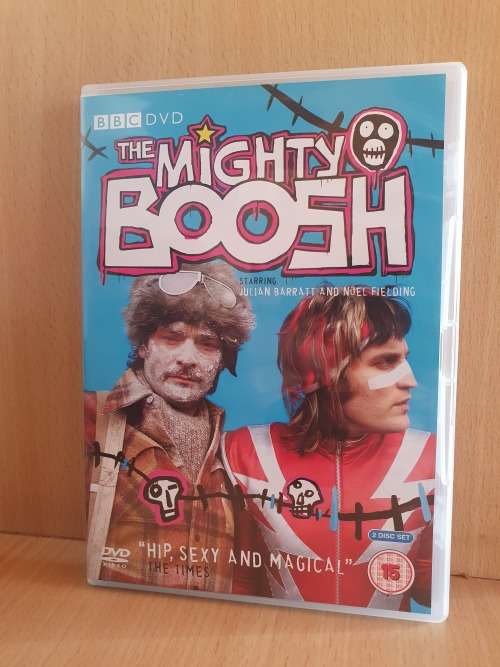 BBC DVD
THE MiGHTY
BOOSH
STARRING
JULIAN BARRATT AND NOEL FIELDING
2 DISC SET
DVD
VIDEO
"HIP, SEXY AND MAGICAL"
THE TIMES
15